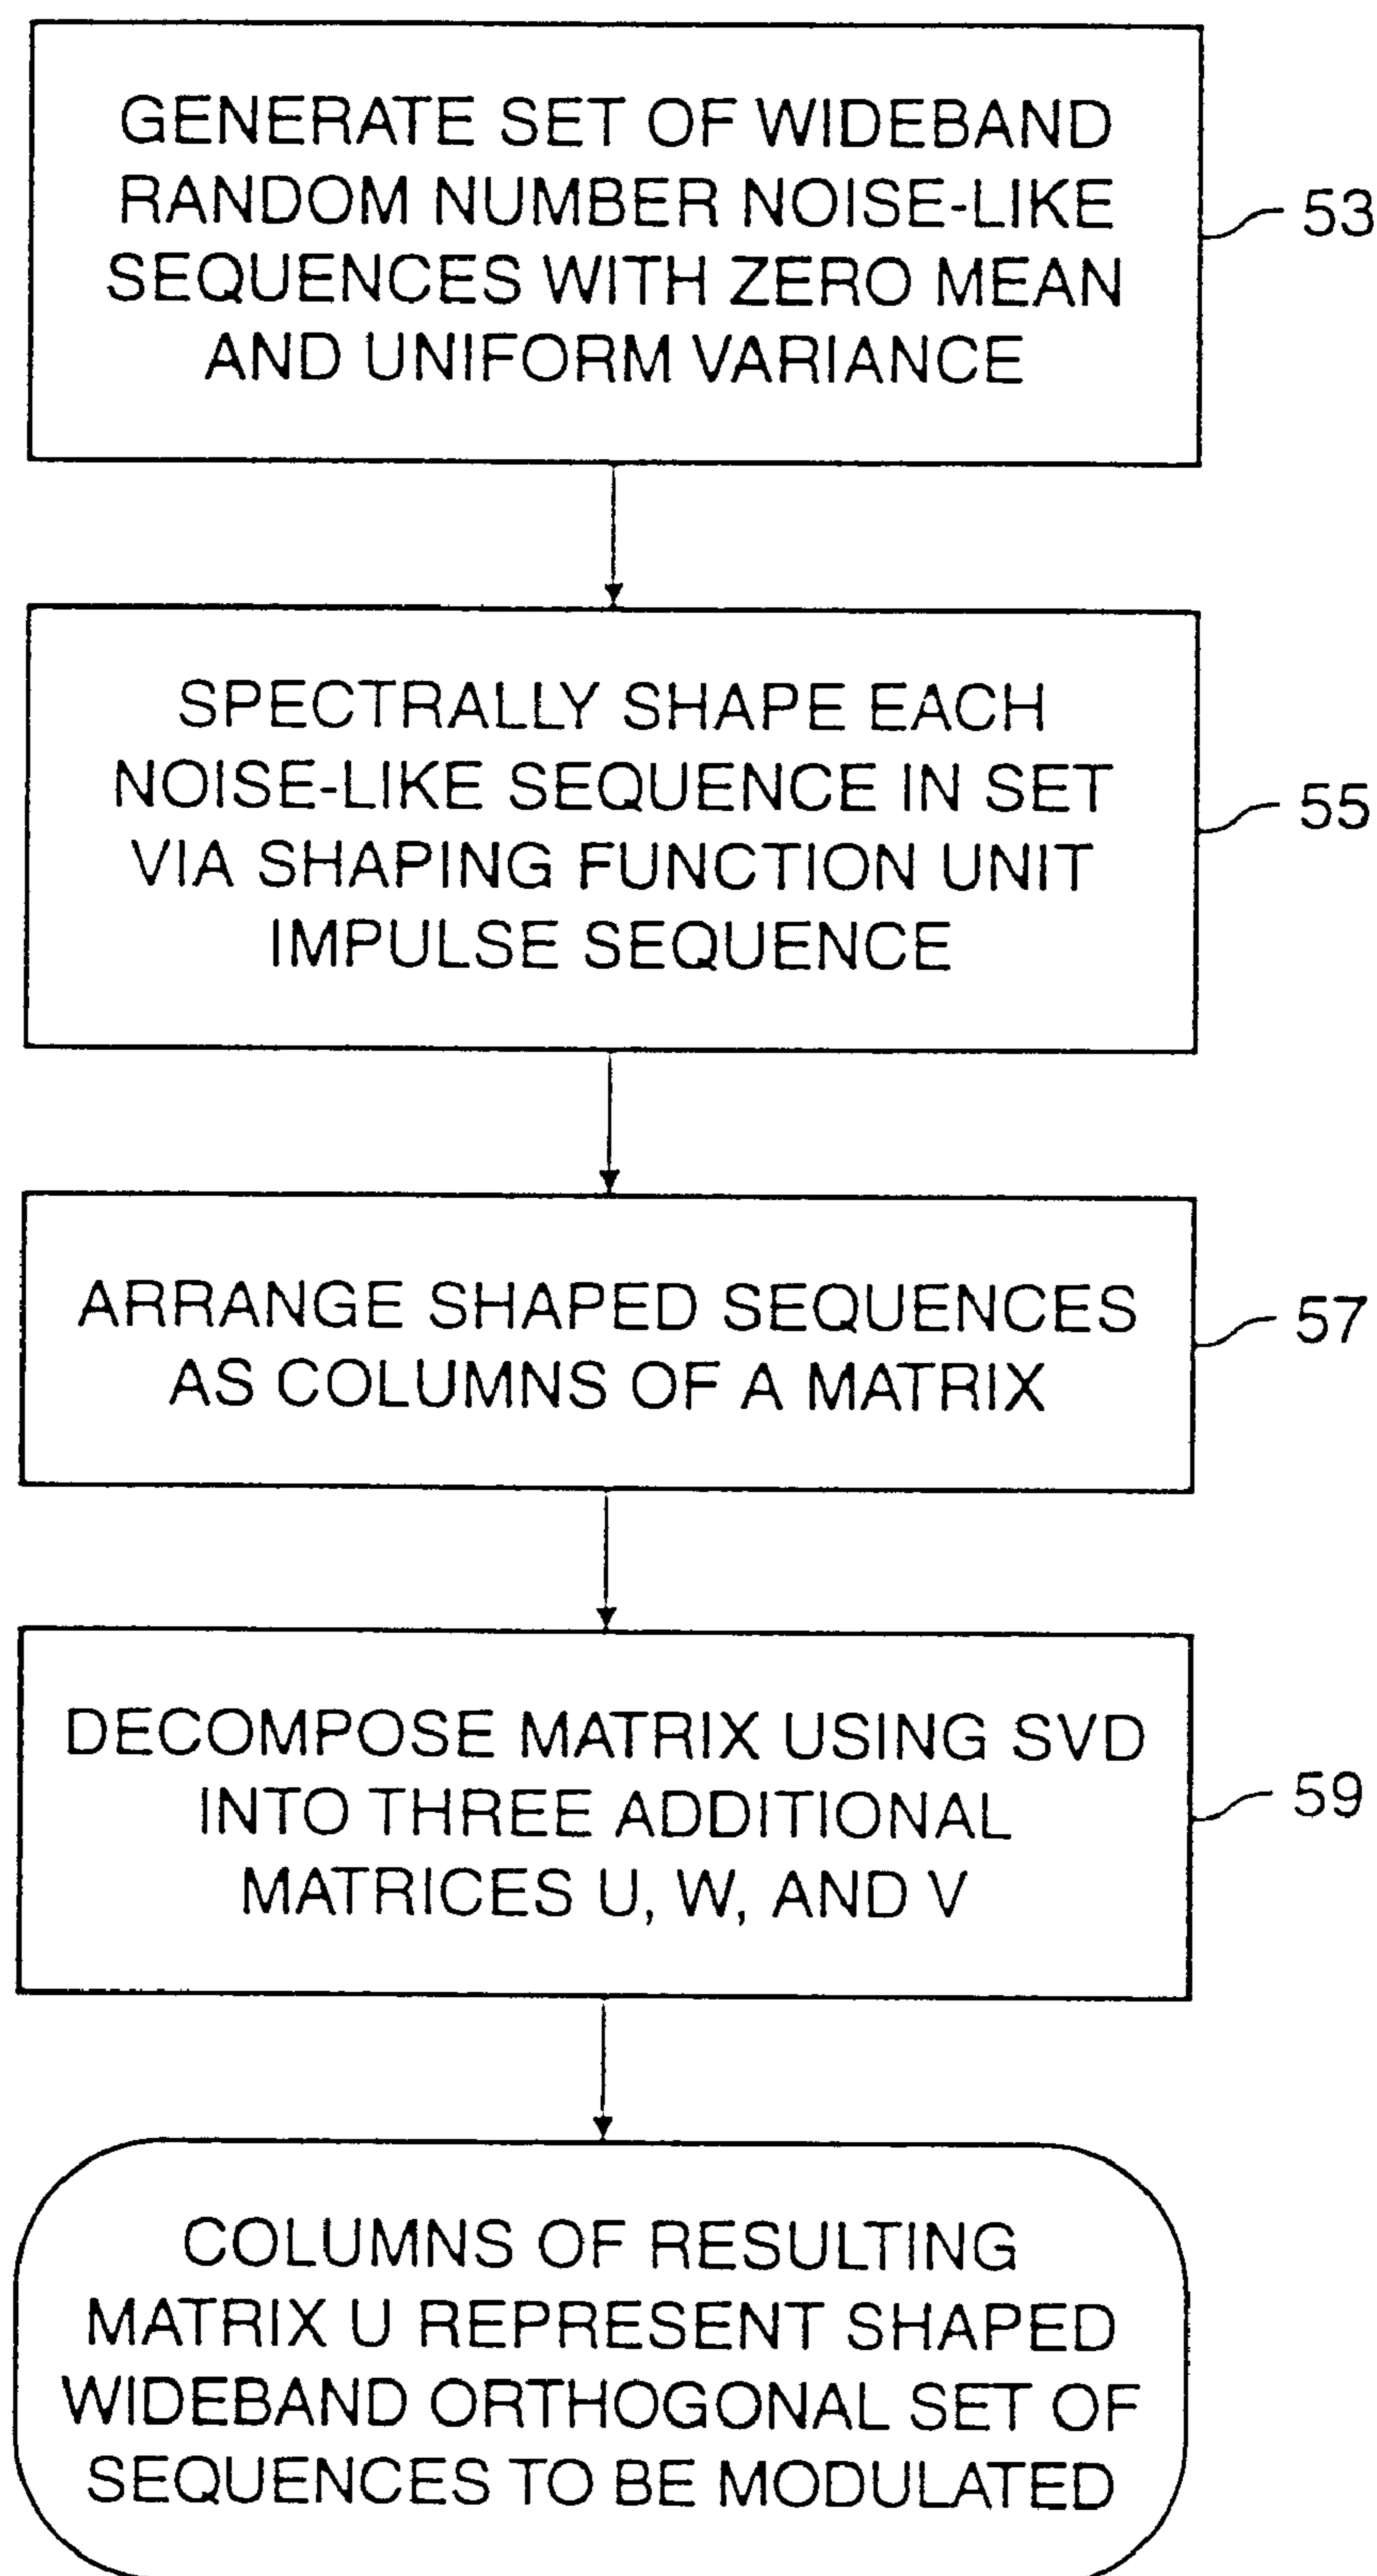 GENERATE SET OF WIDEBAND
RANDOM NUMBER NOISE-LIKE
SEQUENCES WITH ZERO MEAN
AND UNIFORM VARIANCE
53
SPECTRALLY SHAPE EACH
NOISE-LIKE SEQUENCE IN SET
VIA SHAPING FUNCTION UNIT
IMPULSE SEQUENCE
55
ARRANGE SHAPED SEQUENCES
AS COLUMNS OF A MATRIX
57
DECOMPOSE MATRIX USING SVD
INTO THREE ADDITIONAL
MATRICES U, W, AND V
59
COLUMNS OF RESULTING
MATRIX U REPRESENT SHAPED
WIDEBAND ORTHOGONAL SET OF
SEQUENCES TO BE MODULATED